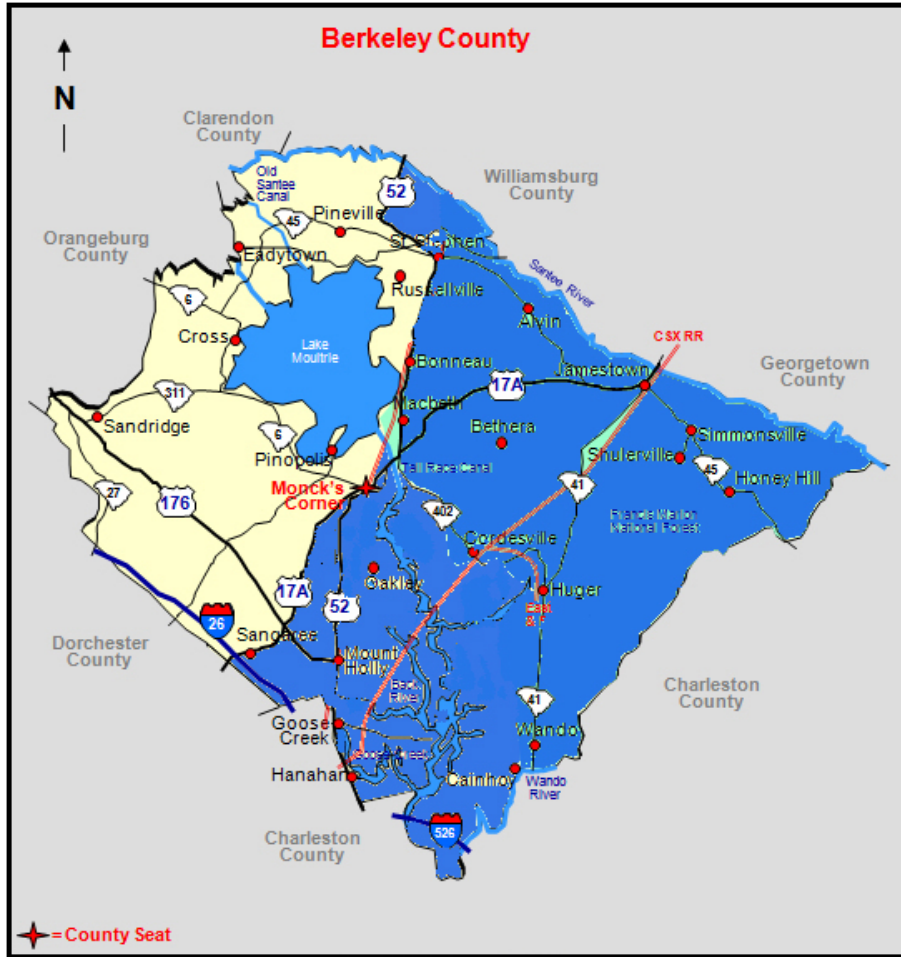 Berkeley County
N
Clarendon
County
Old
Santee
Canal
52
Williamsburg
County
45
Pineville
Orangeburg
County
Eadytown
St Stephen
Russellville
Santee River
6
Alvin
CSX RR
Cross
Lake
Moultrie
Bonneau
Jamestown
Georgetown
County
17A
311
Macbeth
Sandridge
6
Bethera
Simmonsville
Pinopolis
Shulerville
Tail Race Canal
45
Honey Hill
Monck's
Corner
27
176
41
402
Francis Marion
National Forest
Cordesville
Oakley
17A
52
Huger
East
26
Sangaree
Dorchester
County
Mount
Holly
Back
River
Charleston
County
41
Goose
Creek
Wando
Goose Creek
Hanahan
Cainhoy
Wando
River
Charleston
County
526
= County Seat